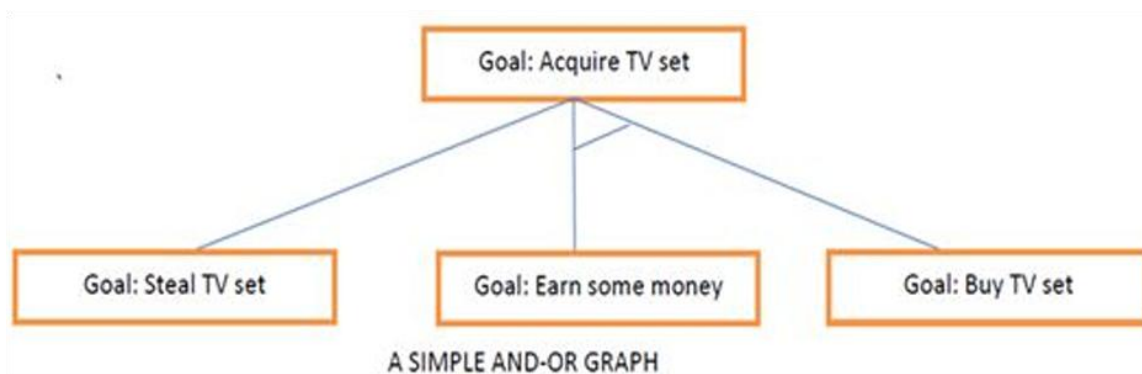 Goal: Acquire TV set
Goal: Steal TV set
Goal: Earn some money
Goal: Buy TV set
A SIMPLE AND-OR GRAPH